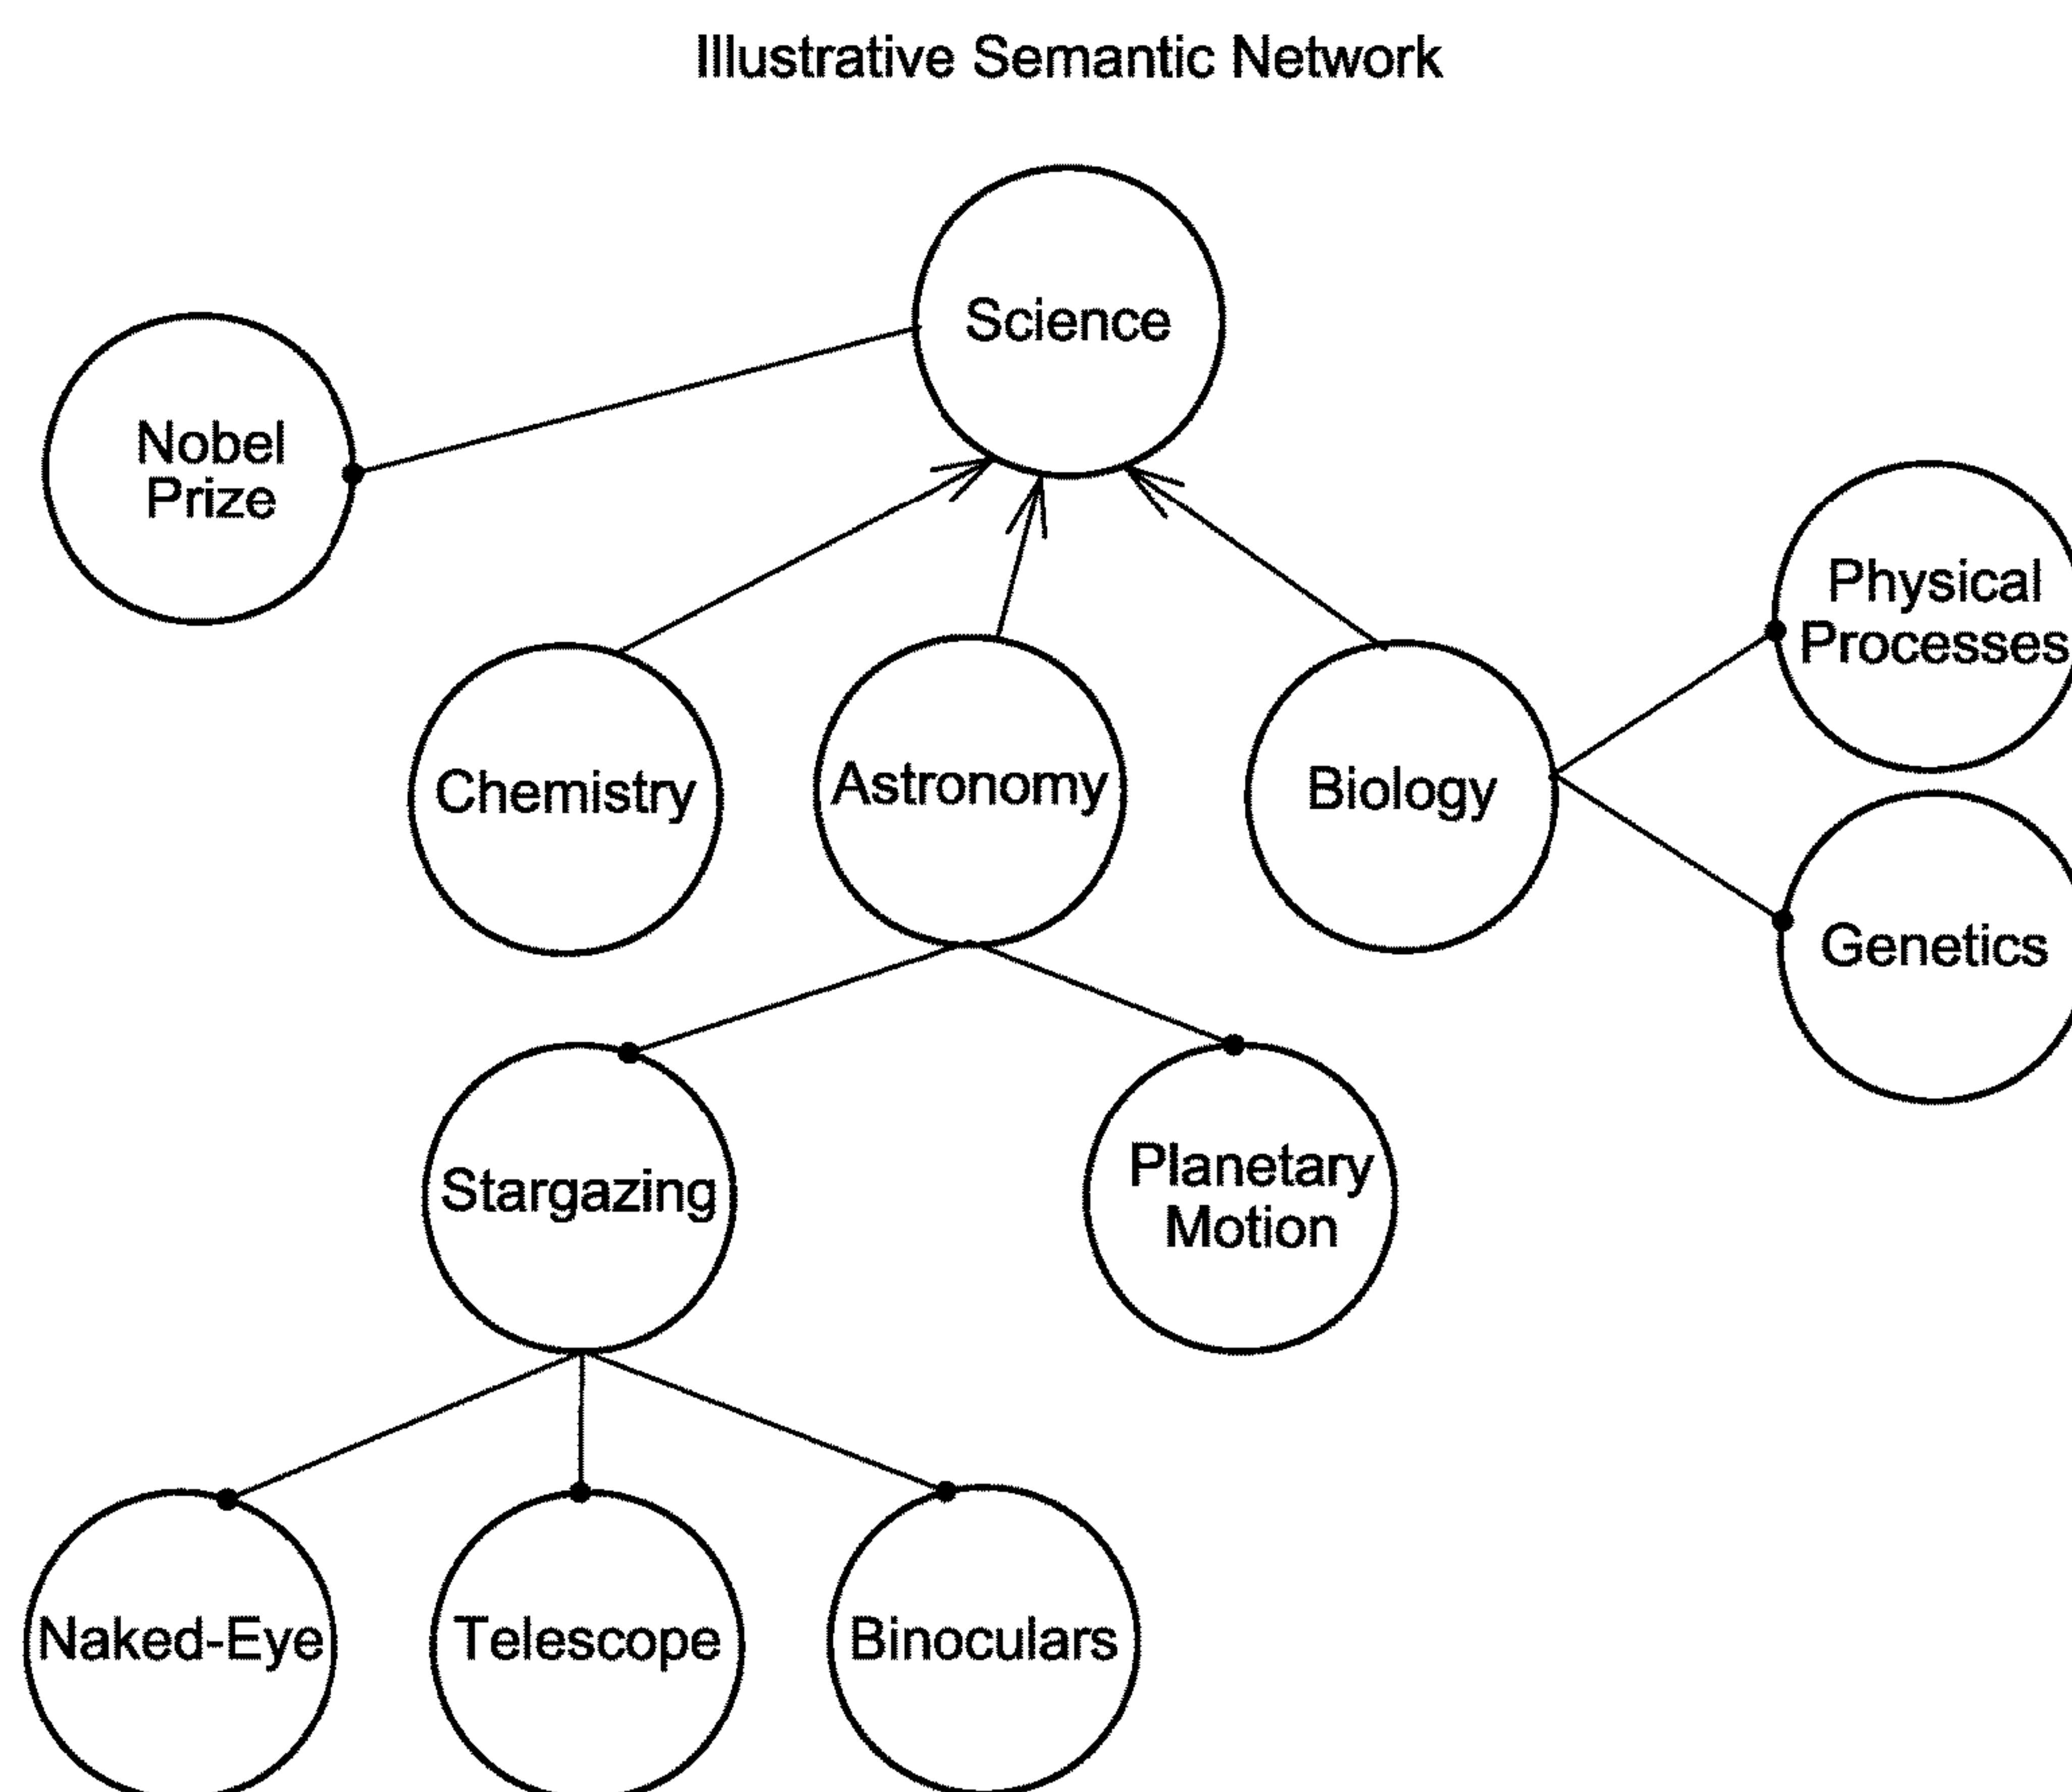 Illustrative Semantic Network
Science
Nobel
Prize
Physical
Processes
Chemistry
Astronomy
Biology
Genetics
Stargazing
Planetary
Motion
Naked-Eye
Telescope
Binoculars